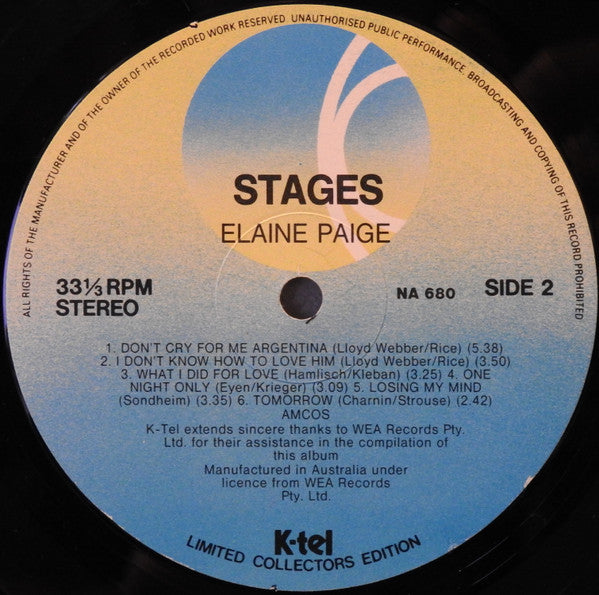 ALL RIGHTS OF THE MANUFACTURER AND OF THE OWNER OF THE RECORDED WORK RESERVED. UNAUTHORISED PUBLIC PERFORMANCE, BROADCASTING AND COPYING OF THIS RECORD PROHIBITED
STAGES
ELAINE PAIGE
33⅓ RPM
STEREO
NA 680
SIDE 2
1. DON'T CRY FOR ME ARGENTINA (Lloyd Webber/Rice) (5.38)
2. I DON'T KNOW HOW TO LOVE HIM (Lloyd Webber/Rice) (3.50)
3. WHAT I DID FOR LOVE (Hamlisch/Kleban) (3.25) 4. ONE
NIGHT ONLY (Eyen/Krieger) (3.09) 5. LOSING MY MIND
(Sondheim) (3.35) 6. TOMORROW (Charnin/Strouse) (2.42)
AMCOS
K-Tel extends sincere thanks to WEA Records Pty.
Ltd. for their assistance in the compilation of
this album
Manufactured in Australia under
licence from WEA Records
Pty. Ltd.
K-tel
LIMITED COLLECTORS EDITION